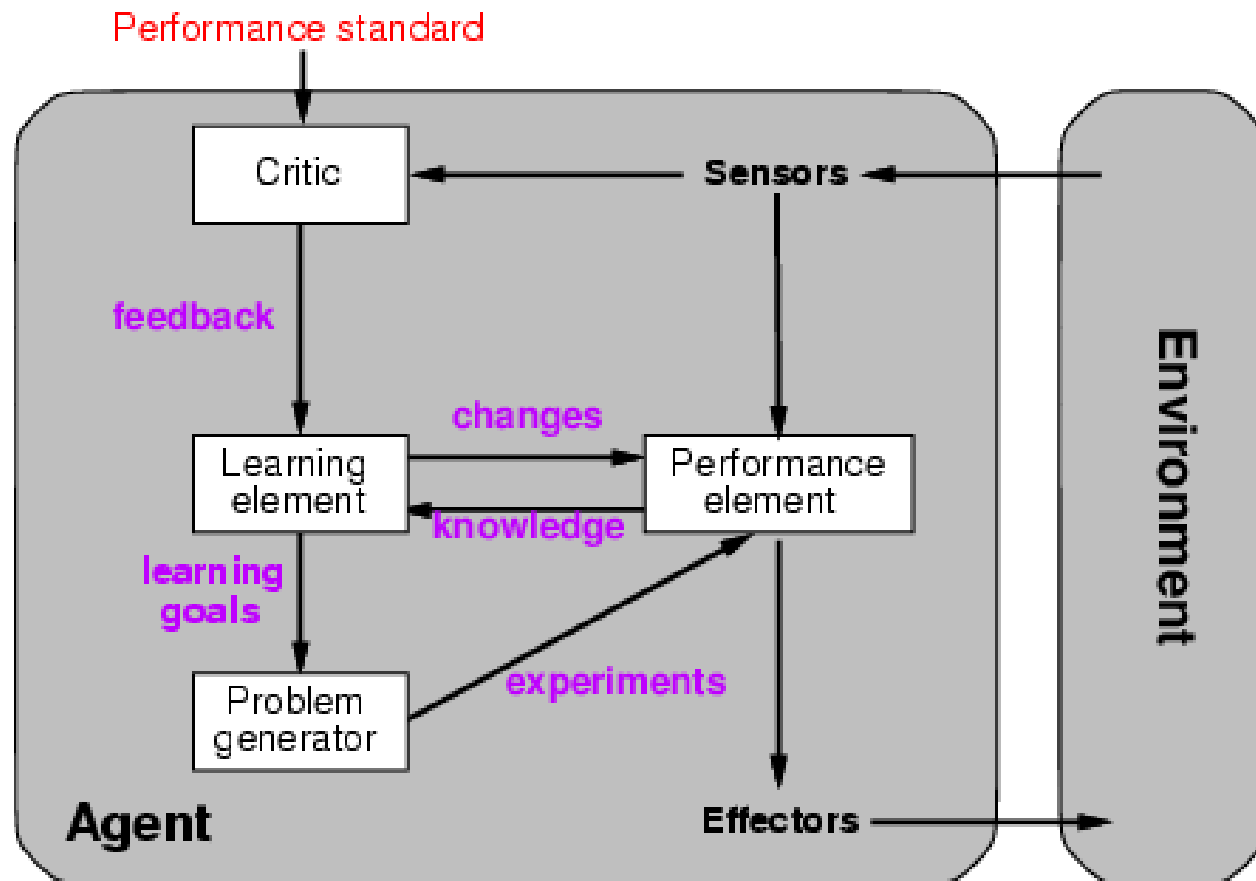 Performance standard
Critic
Sensors
feedback
changes
Learning
element
Performance
element
knowledge
learning
goals
experiments
Problem
generator
Agent
Effectors
Environment